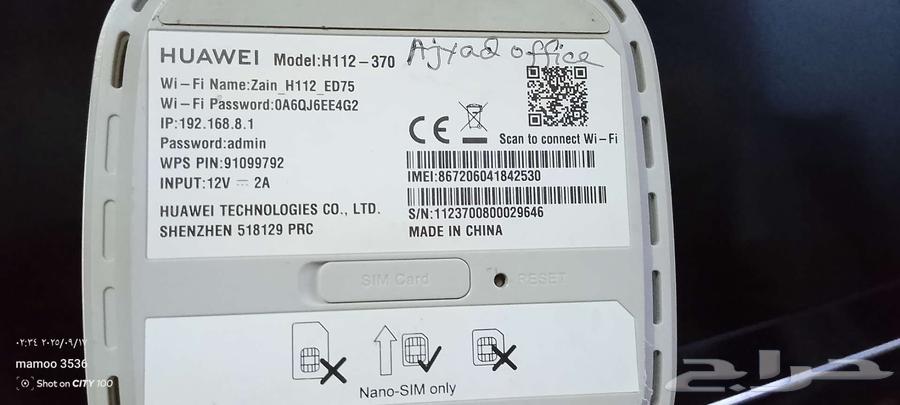 HUAWEI Model:H112-370 Ajyad office
Wi-Fi Name:Zain_H112_ED75
Wi-Fi Password:0A6QJ6EE4G2
IP:192.168.8.1
Password:admin
WPS PIN:91099792
INPUT:12V ⎓ 2A
HUAWEI TECHNOLOGIES CO., LTD.
SHENZHEN 518129 PRC
CE
Scan to connect Wi-Fi
IMEI:867206041842530
S/N:1123700800029646
MADE IN CHINA
SIM Card
RESET
Nano-SIM only
٢٠٢٥/٠٩/١٧ ٠٢:٣٤
mamoo 3536
Shot on CITY 100
حراج